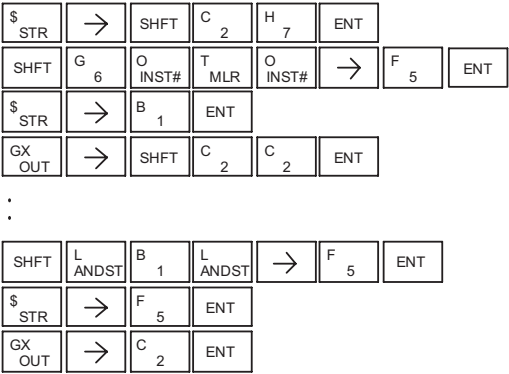 $ STR → SHFT C 2 H 7 ENT
SHFT G 6 O INST# T MLR O INST# → F 5 ENT
$ STR → B 1 ENT
GX OUT → SHFT C 2 C 2 ENT
:
SHFT L ANDST B 1 L ANDST → F 5 ENT
$ STR → F 5 ENT
GX OUT → C 2 ENT